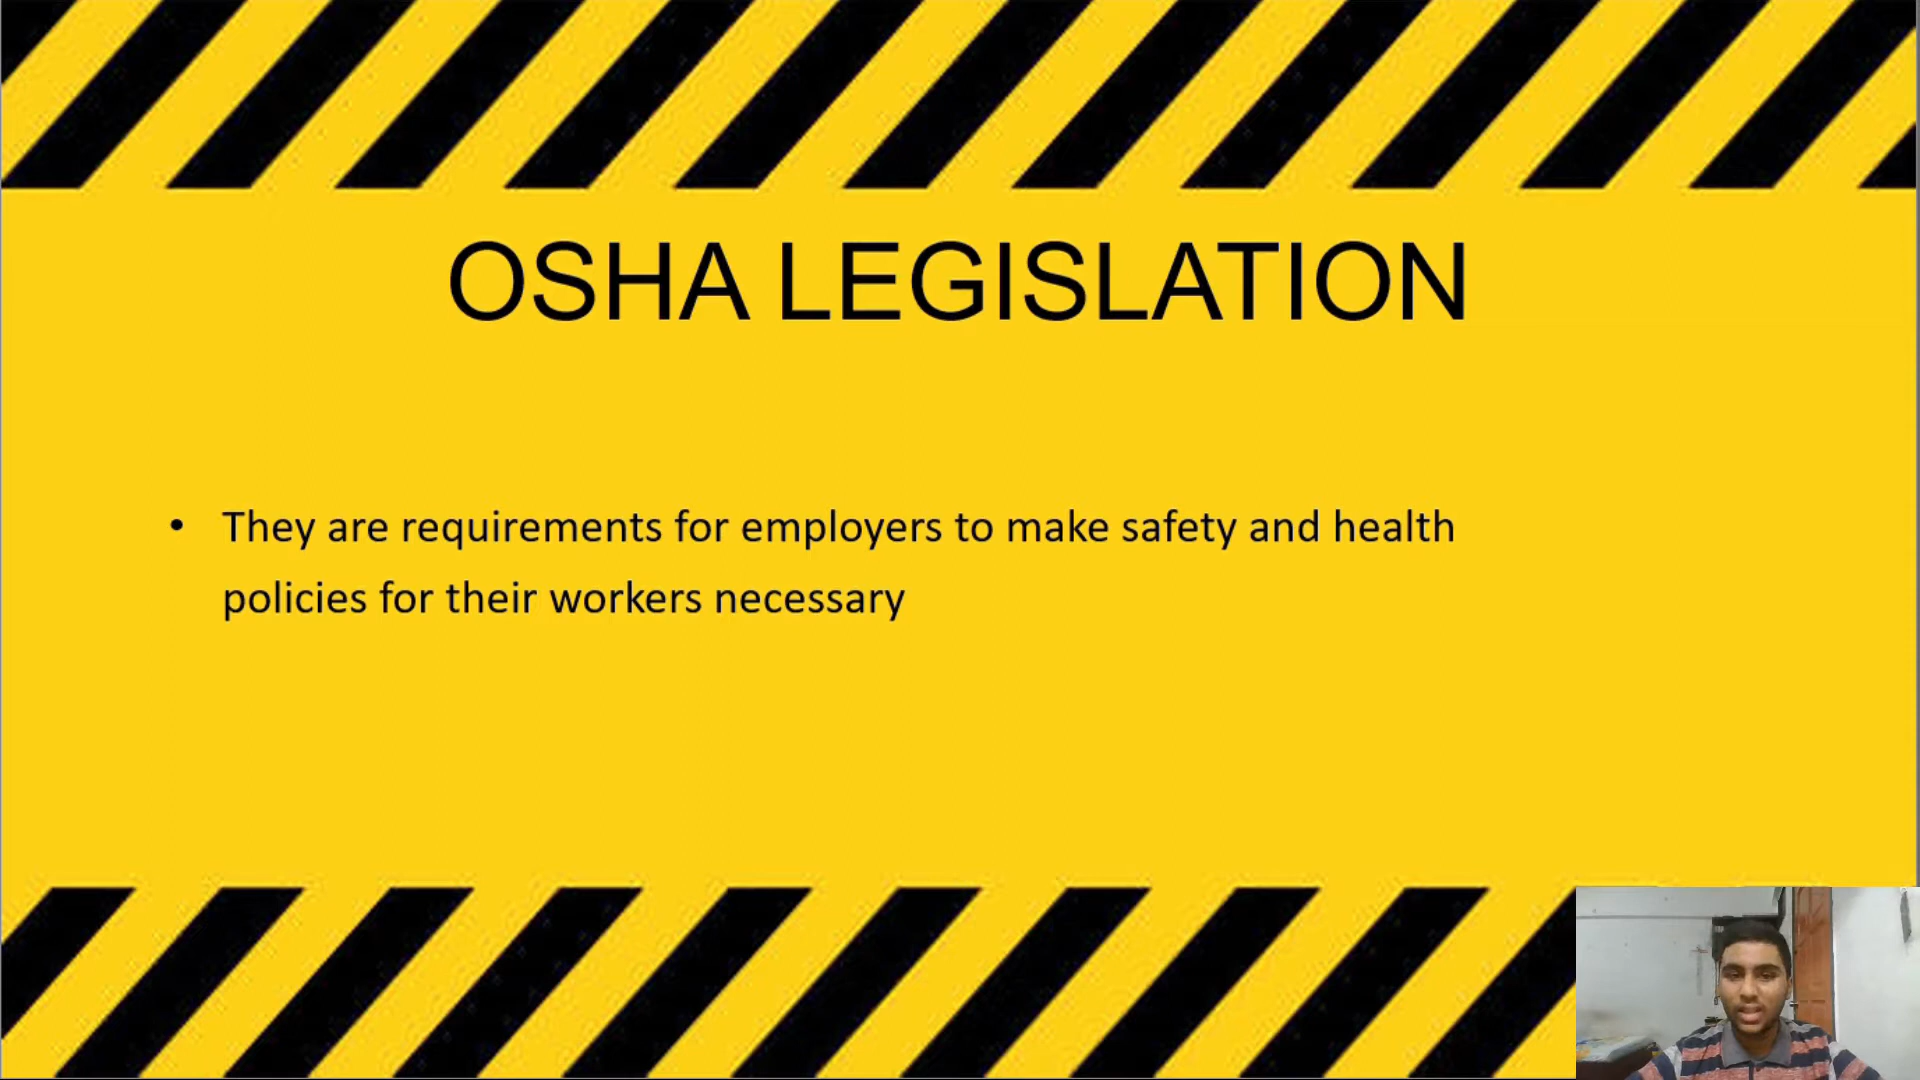 OSHA LEGISLATION
• They are requirements for employers to make safety and health
policies for their workers necessary